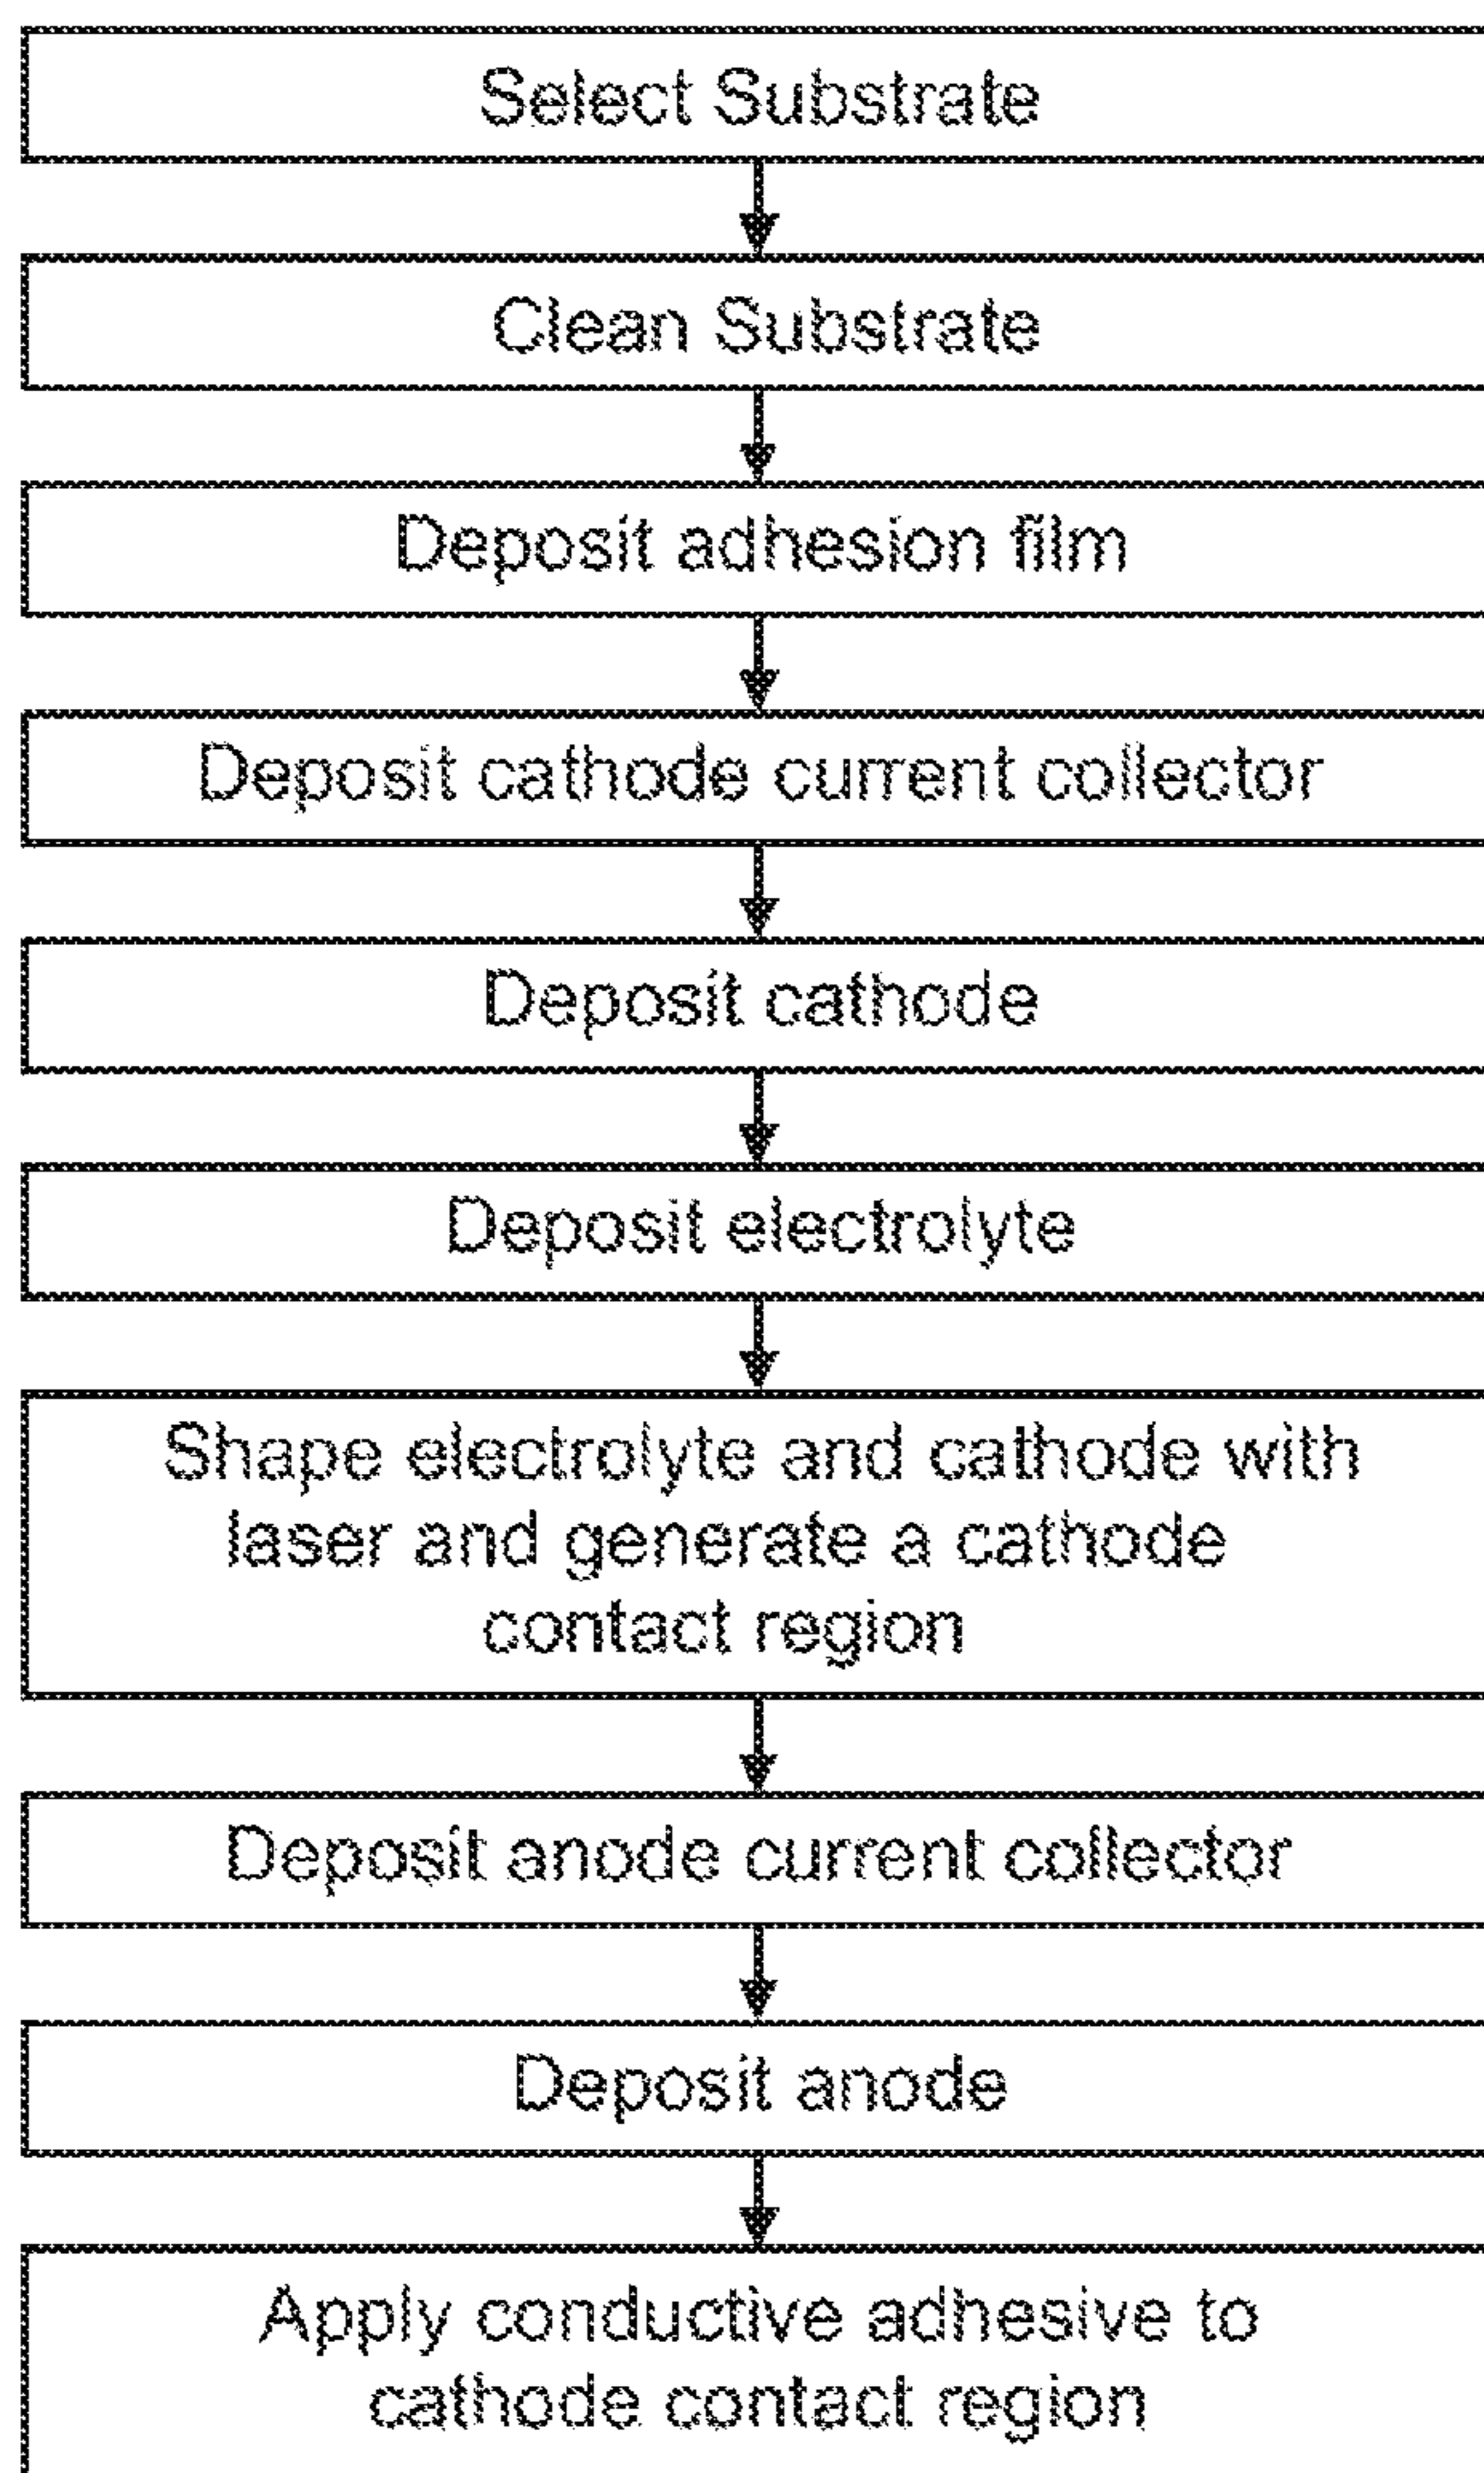 Select Substrate
Clean Substrate
Deposit adhesion film
Deposit cathode current collector
Deposit cathode
Deposit electrolyte
Shape electrolyte and cathode with
laser and generate a cathode
contact region
Deposit anode current collector
Deposit anode
Apply conductive adhesive to
cathode contact region